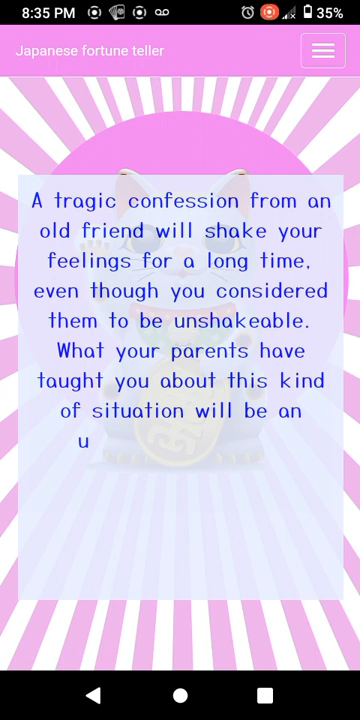 8:35 PM 35%
Japanese fortune teller
A tragic confession from an
old friend will shake your
feelings for a long time,
even though you considered
them to be unshakeable.
What your parents have
taught you about this kind
of situation will be an
u